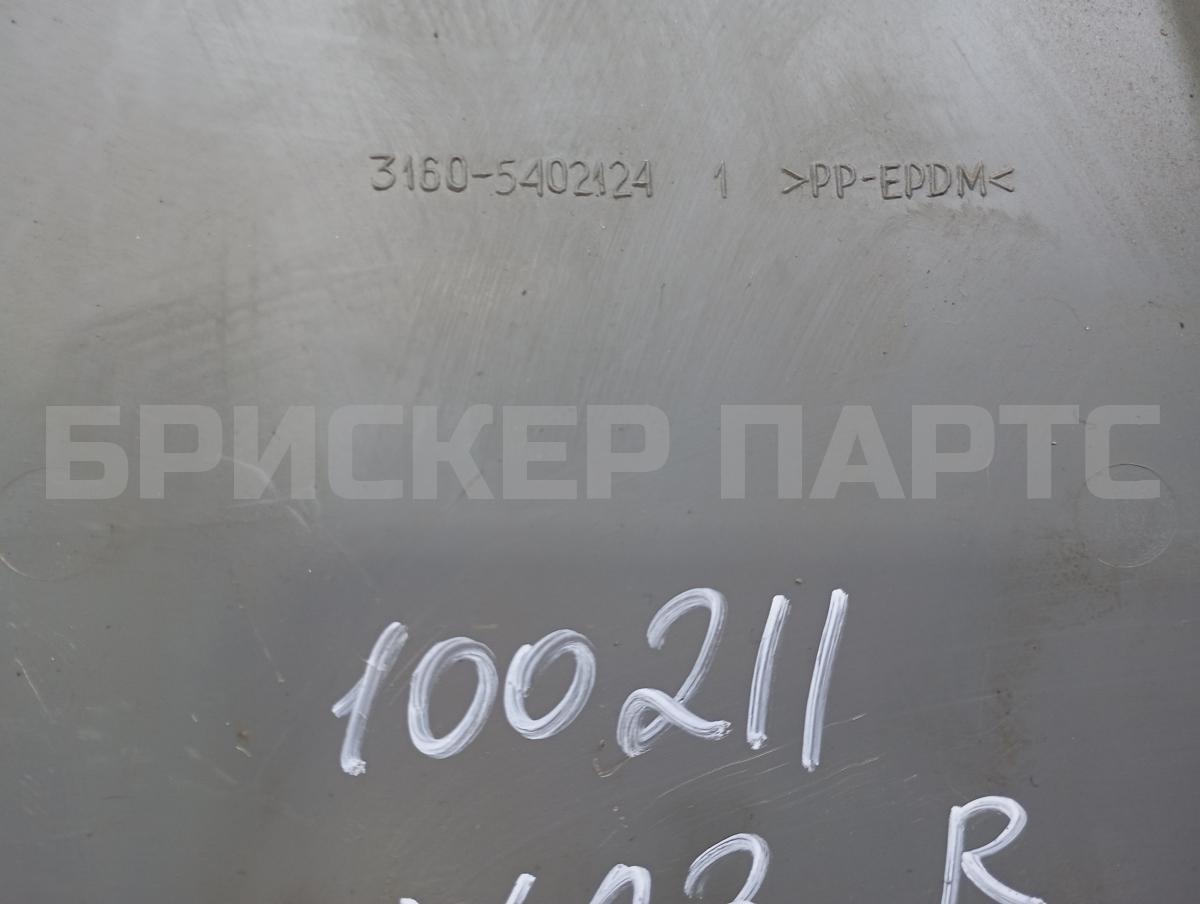 3160-5402124 1 >PP-EPDM<
БРИСКЕР ПАРТС
100211
R